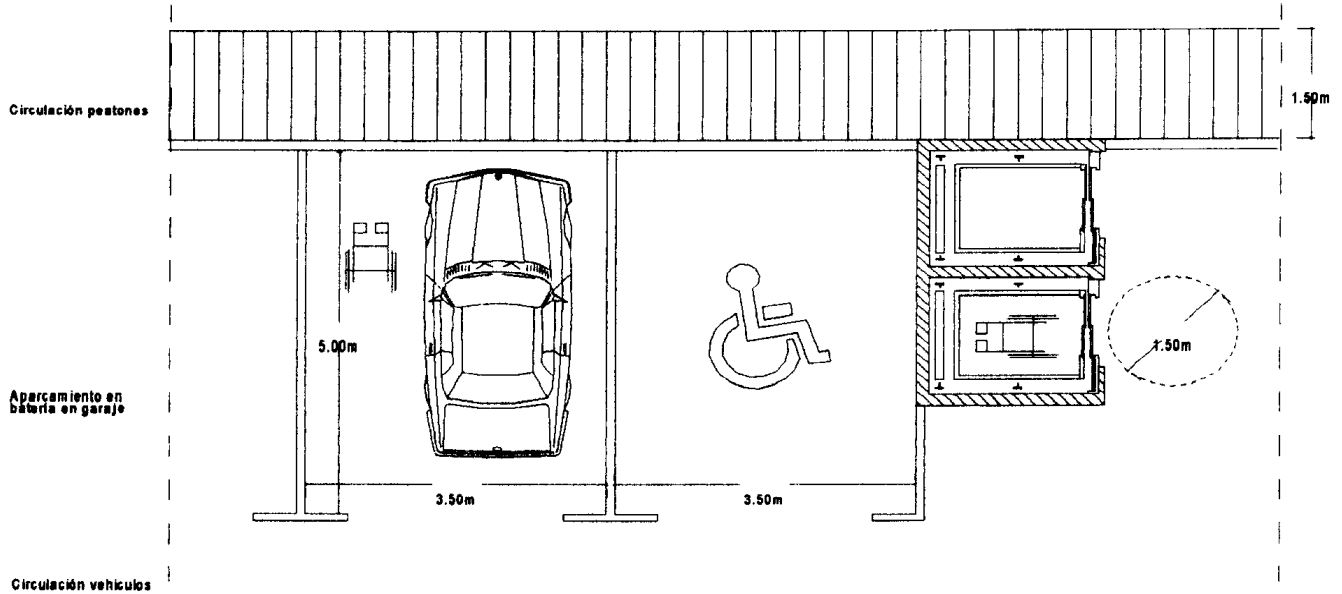 Circulación peatones
1.50m
5.00m
1.50m
Aparcamiento en
batería en garaje
3.50m
3.50m
Circulación vehículos